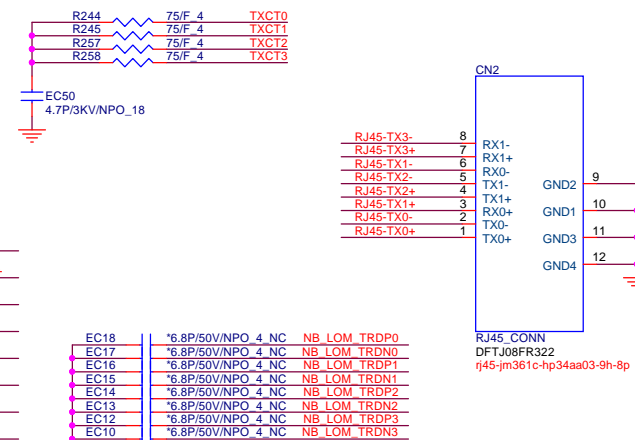 R244 75/F_4 TXCT0
R245 75/F_4 TXCT1
R257 75/F_4 TXCT2
R258 75/F_4 TXCT3
EC50
4.7P/3KV/NPO_18
CN2
RJ45-TX3- 8 RX1-
RJ45-TX3+ 7 RX1+
RJ45-TX1- 6 RX0-
RJ45-TX2- 5 TX1-
RJ45-TX2+ 4 TX1+
RJ45-TX1+ 3 RX0+
RJ45-TX0- 2 TX0-
RJ45-TX0+ 1 TX0+
GND2 9
GND1 10
GND3 11
GND4 12
RJ45_CONN
DFTJ08FR322
rj45-jm361c-hp34aa03-9h-8p
EC18 *6.8P/50V/NPO_4_NC NB_LOM_TRDP0
EC17 *6.8P/50V/NPO_4_NC NB_LOM_TRDN0
EC16 *6.8P/50V/NPO_4_NC NB_LOM_TRDP1
EC15 *6.8P/50V/NPO_4_NC NB_LOM_TRDN1
EC14 *6.8P/50V/NPO_4_NC NB_LOM_TRDP2
EC13 *6.8P/50V/NPO_4_NC NB_LOM_TRDN2
EC12 *6.8P/50V/NPO_4_NC NB_LOM_TRDP3
EC10 *6.8P/50V/NPO_4_NC NB_LOM_TRDN3